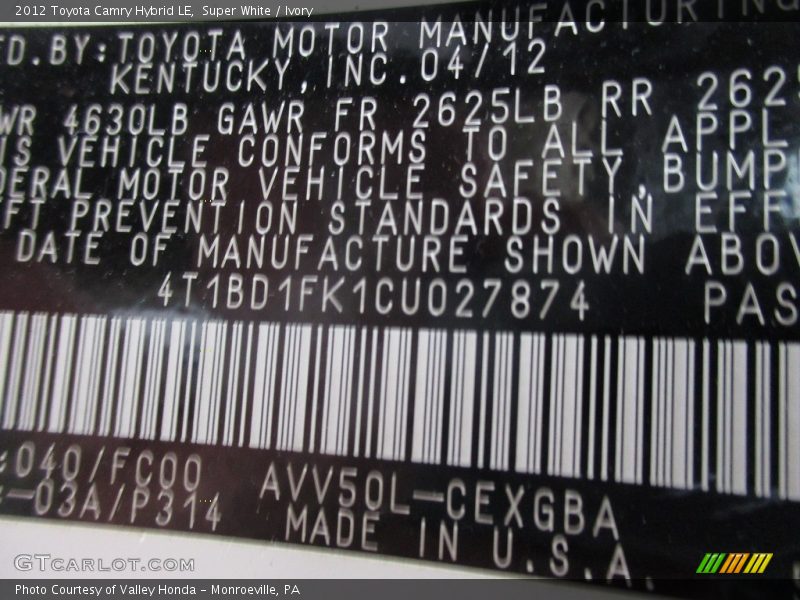 2012 Toyota Camry Hybrid LE, Super White / Ivory
FD.BY:TOYOTA MOTOR MANUFACTURING
KENTUCKY,INC.04/12
WR 4630LB GAWR FR 2625LB RR 262
IS VEHICLE CONFORMS TO ALL APPL
DERAL MOTOR VEHICLE SAFETY,BUMP
FT PREVENTION STANDARDS IN EFF
DATE OF MANUFACTURE SHOWN ABOV
4T1BD1FK1CU027874 PAS
:040/FC00 AVV50L-CEXGBA
:-03A/P314 MADE IN U.S.A.
GTCARLOT.COM
Photo Courtesy of Valley Honda - Monroeville, PA